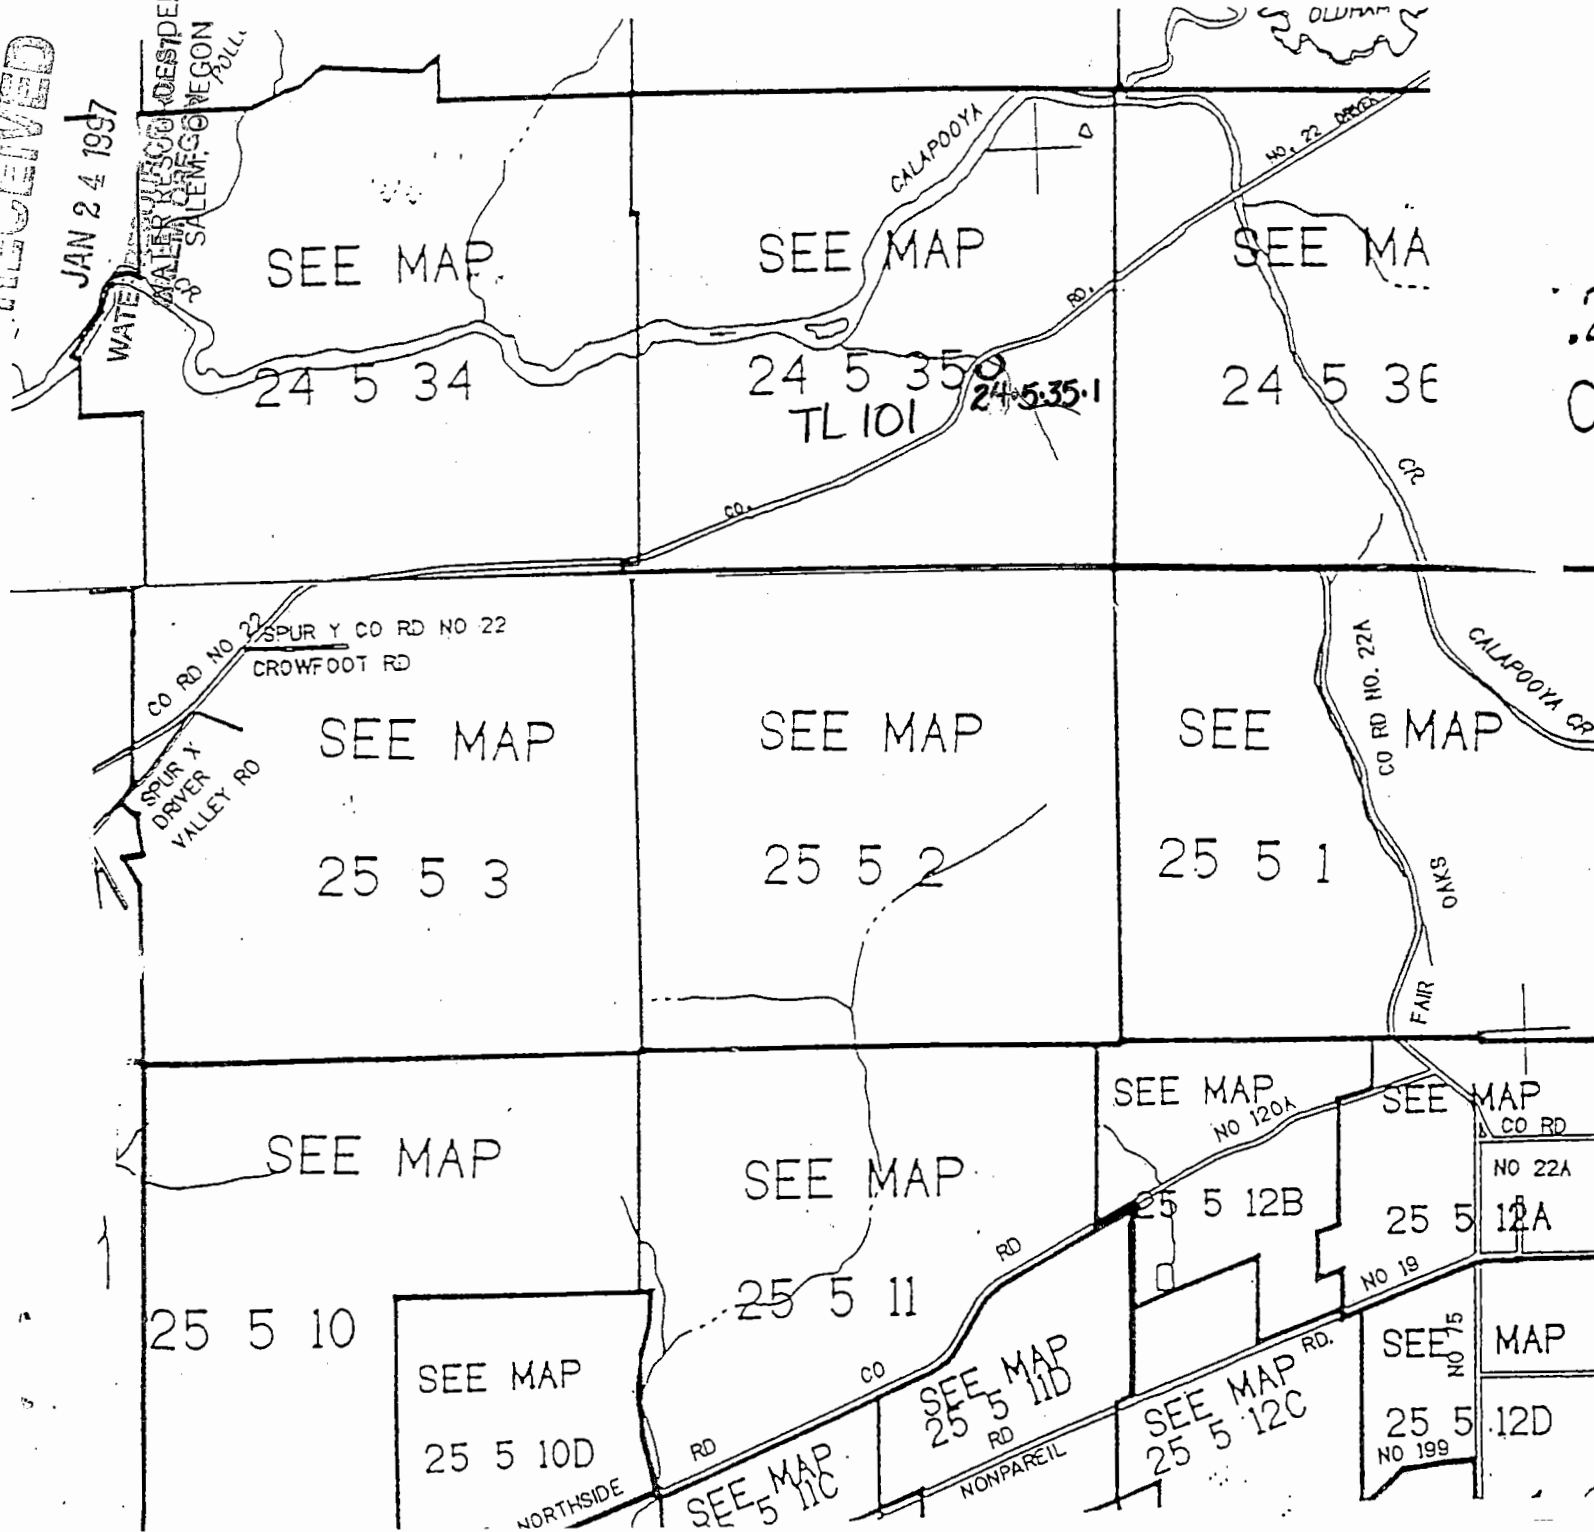 RECEIVED
JAN 24 1997
SALEM, OREGON
OLDHAM
CALAPOOYA
NO. 22
CR
SEE MAP
SEE MAP
SEE MA
RD.
24 5 34
24 5 35
24 5 36
24.5.35.1
TL 101
CR
CO.
CO RD NO 22
SPUR Y CO RD NO 22
CROWFOOT RD
CO RD NO. 22A
CALAPOOYA CR
SEE MAP
SEE MAP
SEE MAP
SPUR X
DRIVER
VALLEY RD
25 5 3
25 5 2
25 5 1
OAKS
FAIR
SEE MAP
SEE MAP
NO 120A
CO RD
SEE MAP
SEE MAP
NO 22A
25 5 12B
25 5 12A
RD
NO 19
25 5 10
25 5 11
SEE MAP
NO 75
RD.
CO
SEE MAP
SEE MAP
25 5 11D
SEE MAP
25 5 12C
25 5 12D
25 5 10D
RD
RD
NO 199
NONPAREIL
NORTHSIDE
SEE MAP
5 11C